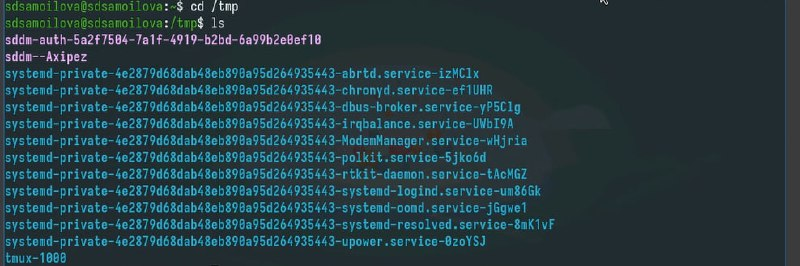 sdsamoilova@sdsamoilova:~$ cd /tmp
sdsamoilova@sdsamoilova:/tmp$ ls
sddm-auth-5a2f7504-7a1f-4919-b2bd-6a99b2e0ef10
sddm--Axipez
systemd-private-4e2879d68dab48eb890a95d264935443-abrtd.service-izMClx
systemd-private-4e2879d68dab48eb890a95d264935443-chronyd.service-ef1UHR
systemd-private-4e2879d68dab48eb890a95d264935443-dbus-broker.service-yP5Clg
systemd-private-4e2879d68dab48eb890a95d264935443-irqbalance.service-UWbI9A
systemd-private-4e2879d68dab48eb890a95d264935443-ModemManager.service-wHjria
systemd-private-4e2879d68dab48eb890a95d264935443-polkit.service-5jko6d
systemd-private-4e2879d68dab48eb890a95d264935443-rtkit-daemon.service-tAcMGZ
systemd-private-4e2879d68dab48eb890a95d264935443-systemd-logind.service-um86Gk
systemd-private-4e2879d68dab48eb890a95d264935443-systemd-oomd.service-jGgwe1
systemd-private-4e2879d68dab48eb890a95d264935443-systemd-resolved.service-8mK1vF
systemd-private-4e2879d68dab48eb890a95d264935443-upower.service-0zoYSJ
tmux-1000